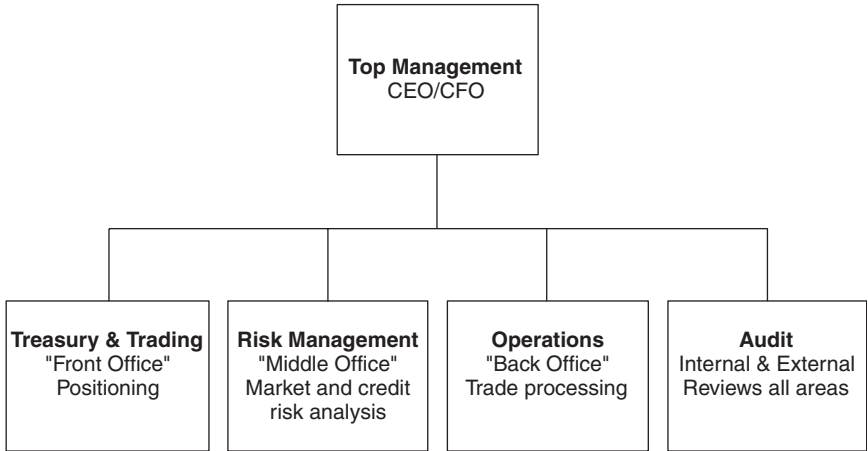 Top Management
CEO/CFO
Treasury & Trading
"Front Office"
Positioning
Risk Management
"Middle Office"
Market and credit
risk analysis
Operations
"Back Office"
Trade processing
Audit
Internal & External
Reviews all areas